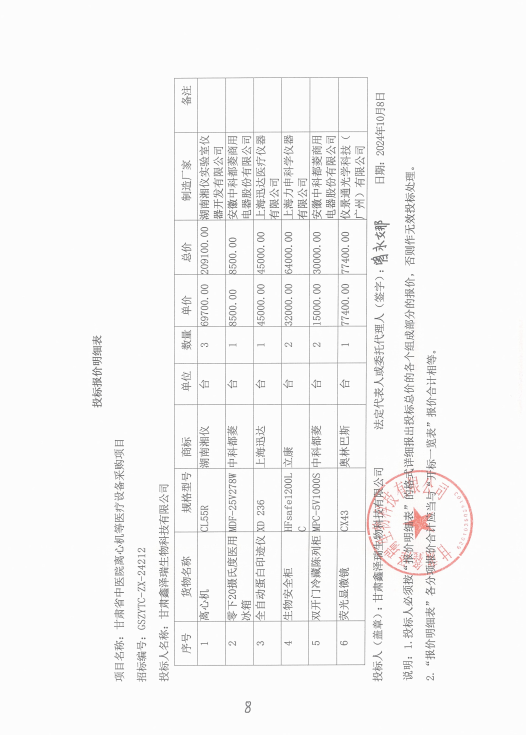 投标报价明细表
项目名称：甘肃省中医院离心机等医疗设备采购项目
招标编号：GSZYTC-ZX-24212
投标人名称：甘肃鑫泽瑞生物科技有限公司
序号 货物名称 规格型号 商标 单位 数量 单价 总价 制造厂家 备注
1 离心机 CL55R 湖南湘仪 台 3 69700.00 209100.00 湖南湘仪实验室仪
器开发有限公司
2 零下20摄氏度医用 MDF-25V278W 中科都菱 台 1 8500.00 8500.00 安徽中科都菱商用
冰箱 电器股份有限公司
3 全自动蛋白印迹仪 XD 236 上海迅达 台 1 45000.00 45000.00 上海迅达医疗仪器
有限公司
4 生物安全柜 HFsafe1200L 立康 台 2 32000.00 64000.00 上海力申科学仪器
C 有限公司
5 双开门冷藏陈列柜 MPC-5V1000S 中科都菱 台 2 15000.00 30000.00 安徽中科都菱商用
电器股份有限公司
6 荧光显微镜 CX43 奥林巴斯 台 1 77400.00 77400.00 仪景通光学科技（
广州）有限公司
投标人（盖章）：甘肃鑫泽瑞生物科技有限公司 法定代表人或委托代理人（签字）： 日期：2024年10月8日
说明：1.投标人必须按“报价明细表”的格式详细报出投标总价的各个组成部分的报价，否则作无效投标处理。
2.“报价明细表”各分项报价合计应当与“开标一览表”报价合计相等。
8